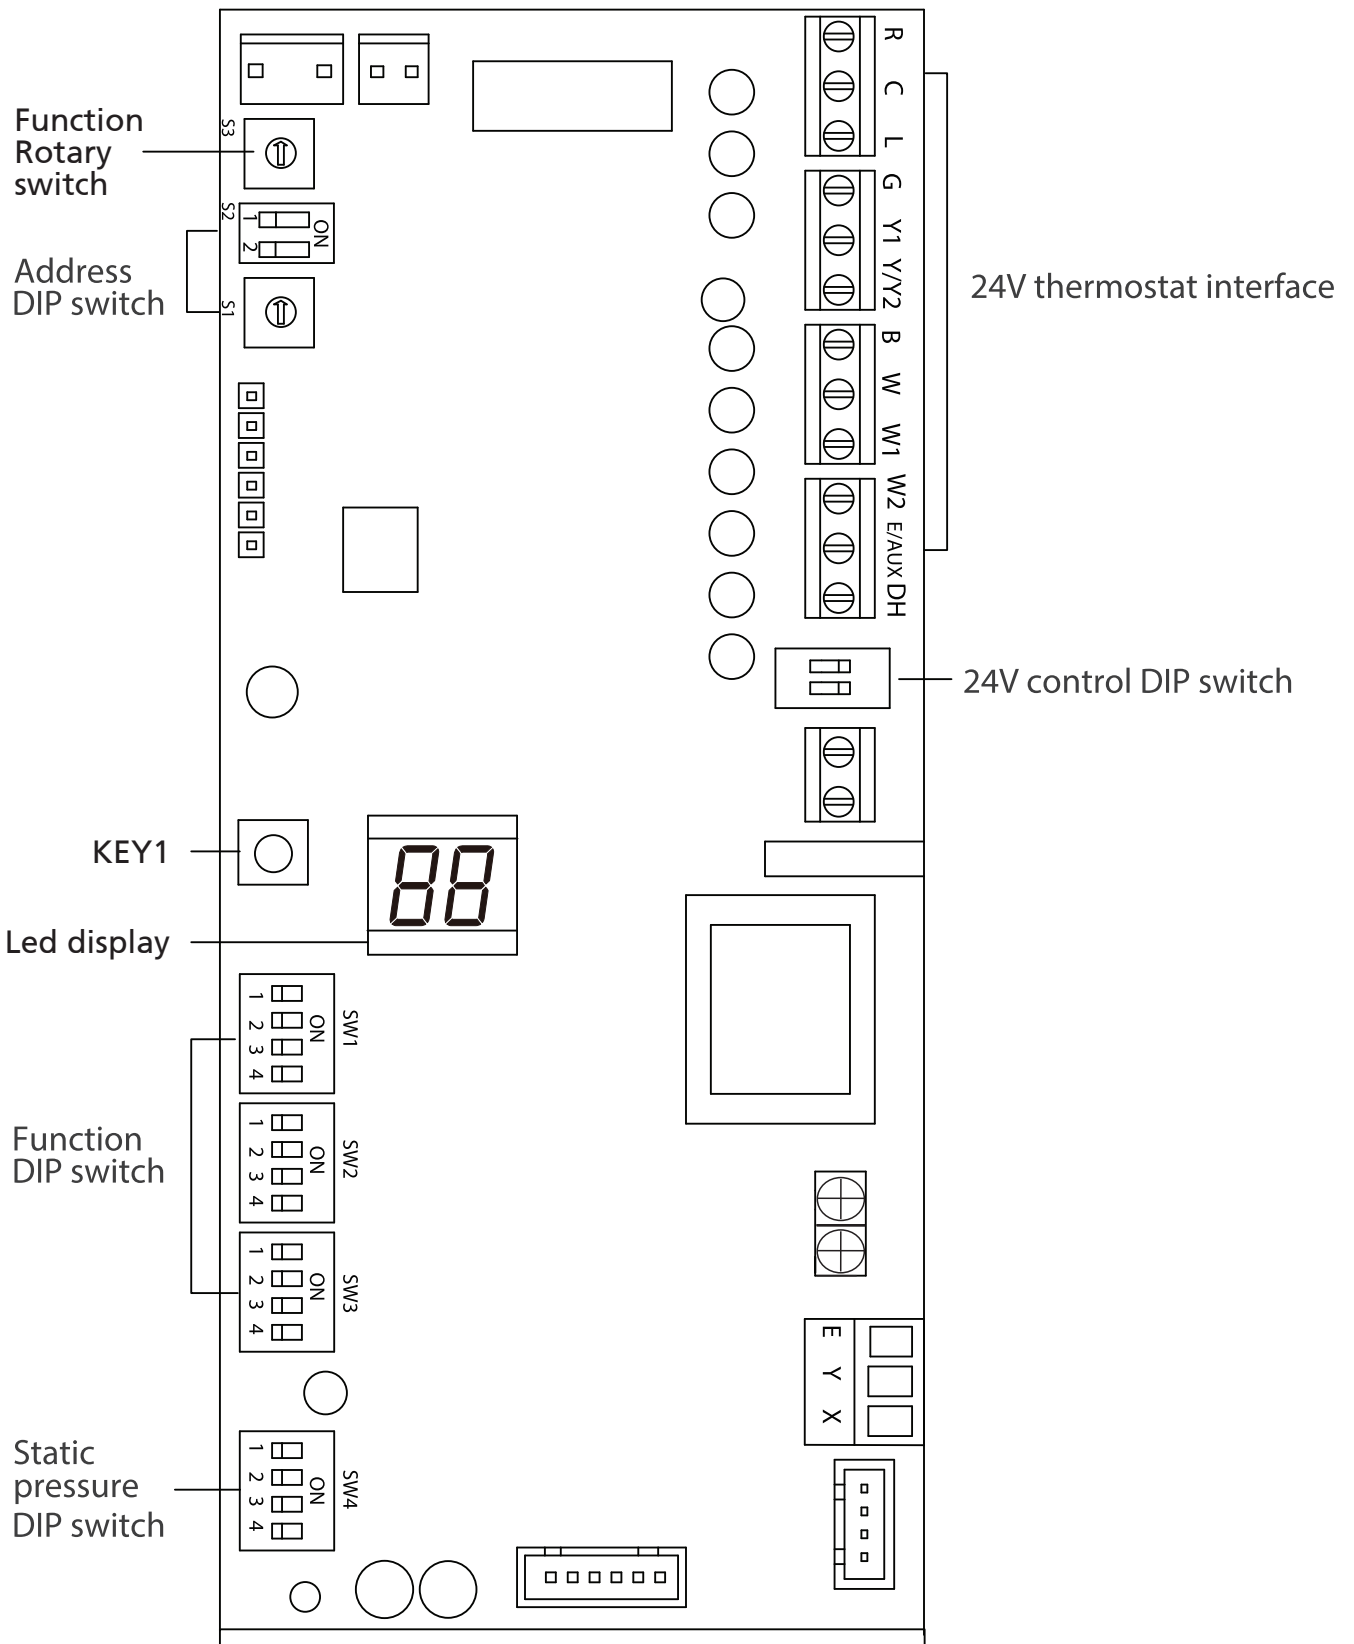 Function
Rotary
switch
S3
S2
1
2
ON
Address
DIP switch
S1
R
C
L
G
Y1
Y/Y2
B
W
W1
W2
E/AUX
DH
24V thermostat interface
24V control DIP switch
KEY1
88
Led display
1
2
3
4
ON
SW1
Function
DIP switch
1
2
3
4
ON
SW2
1
2
3
4
ON
SW3
E
Y
X
Static
pressure
DIP switch
1
2
3
4
ON
SW4